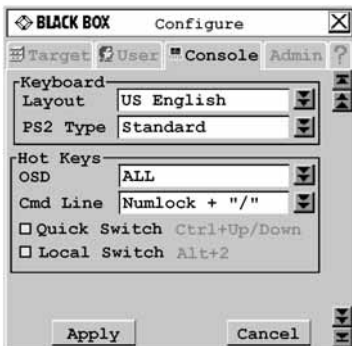 BLACK BOX Configure
Target User Console Admin ?
Keyboard
Layout US English
PS2 Type Standard
Hot Keys
OSD ALL
Cmd Line Numlock + "/"
Quick Switch Ctrl+Up/Down
Local Switch Alt+2
Apply Cancel